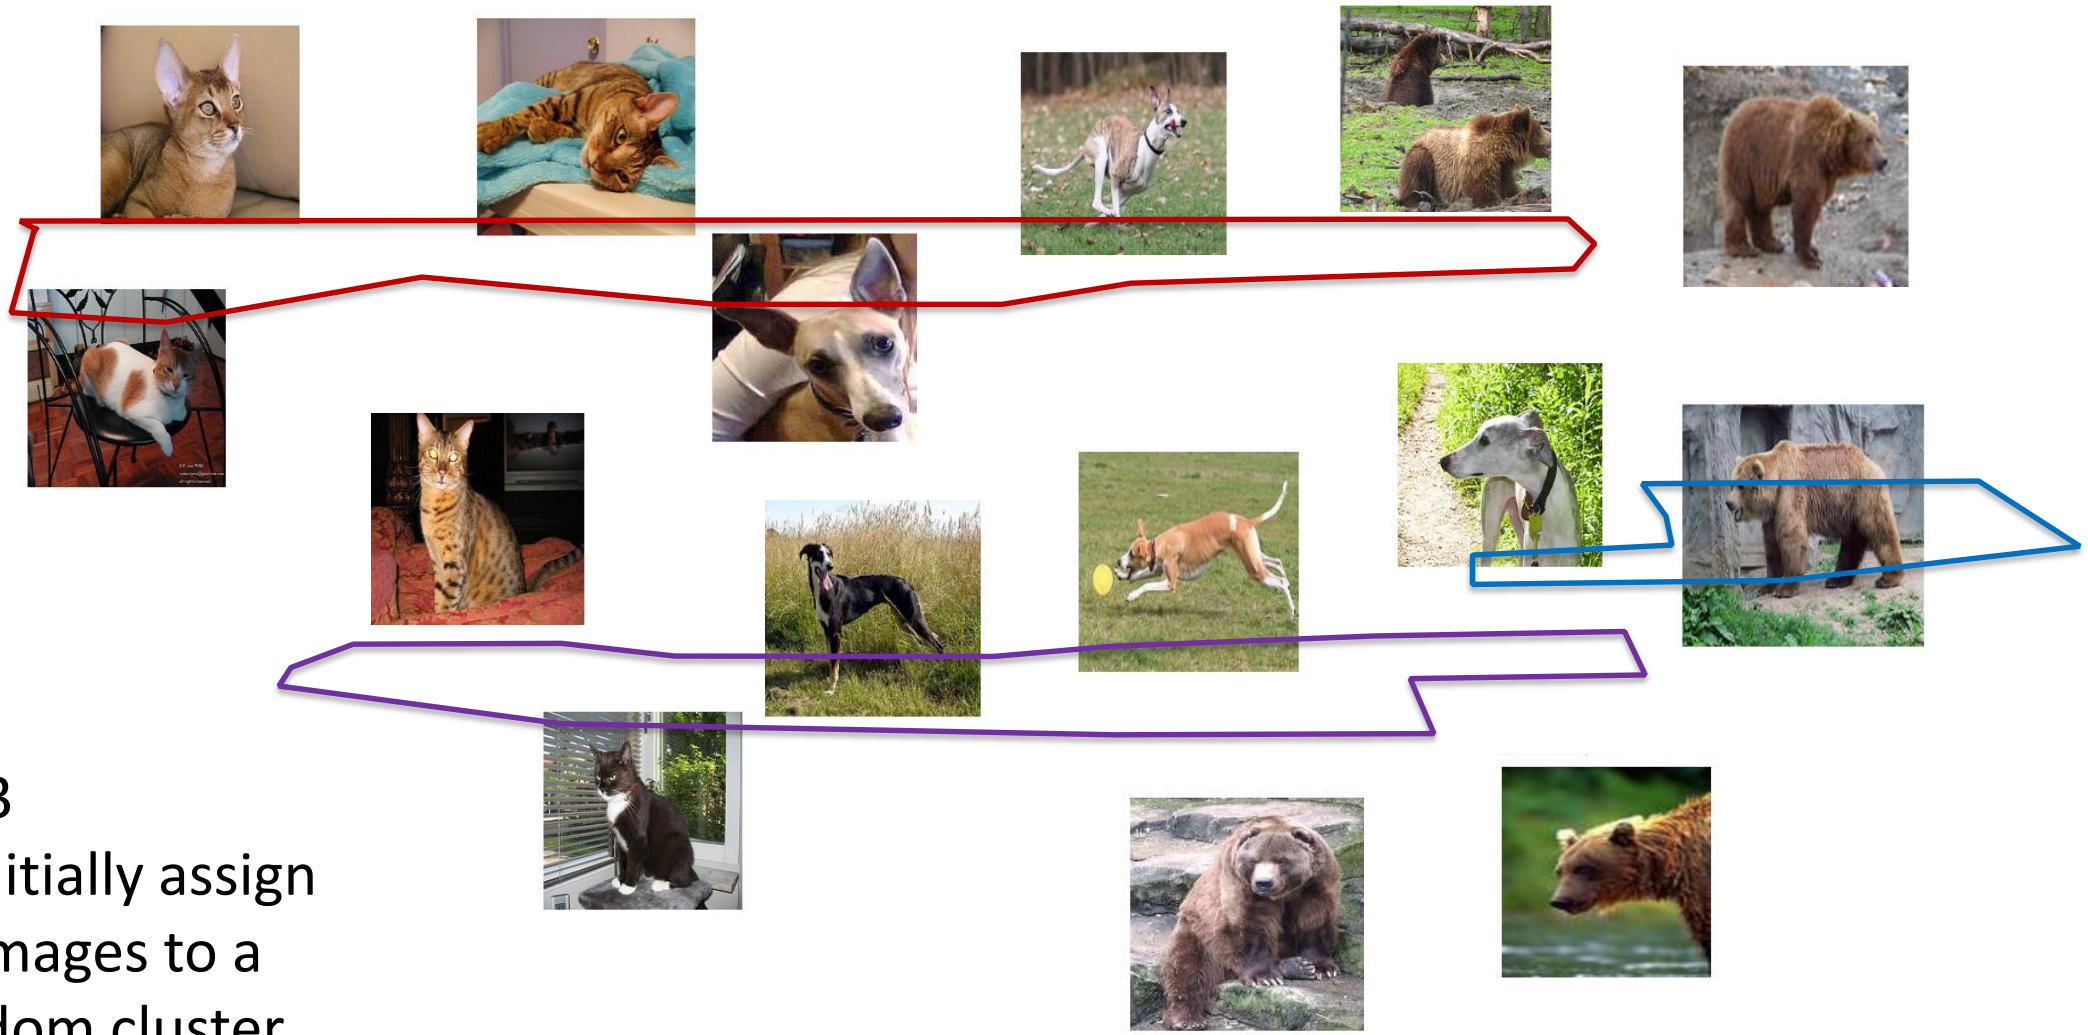 3
itially assign
mages to a
dom cluster